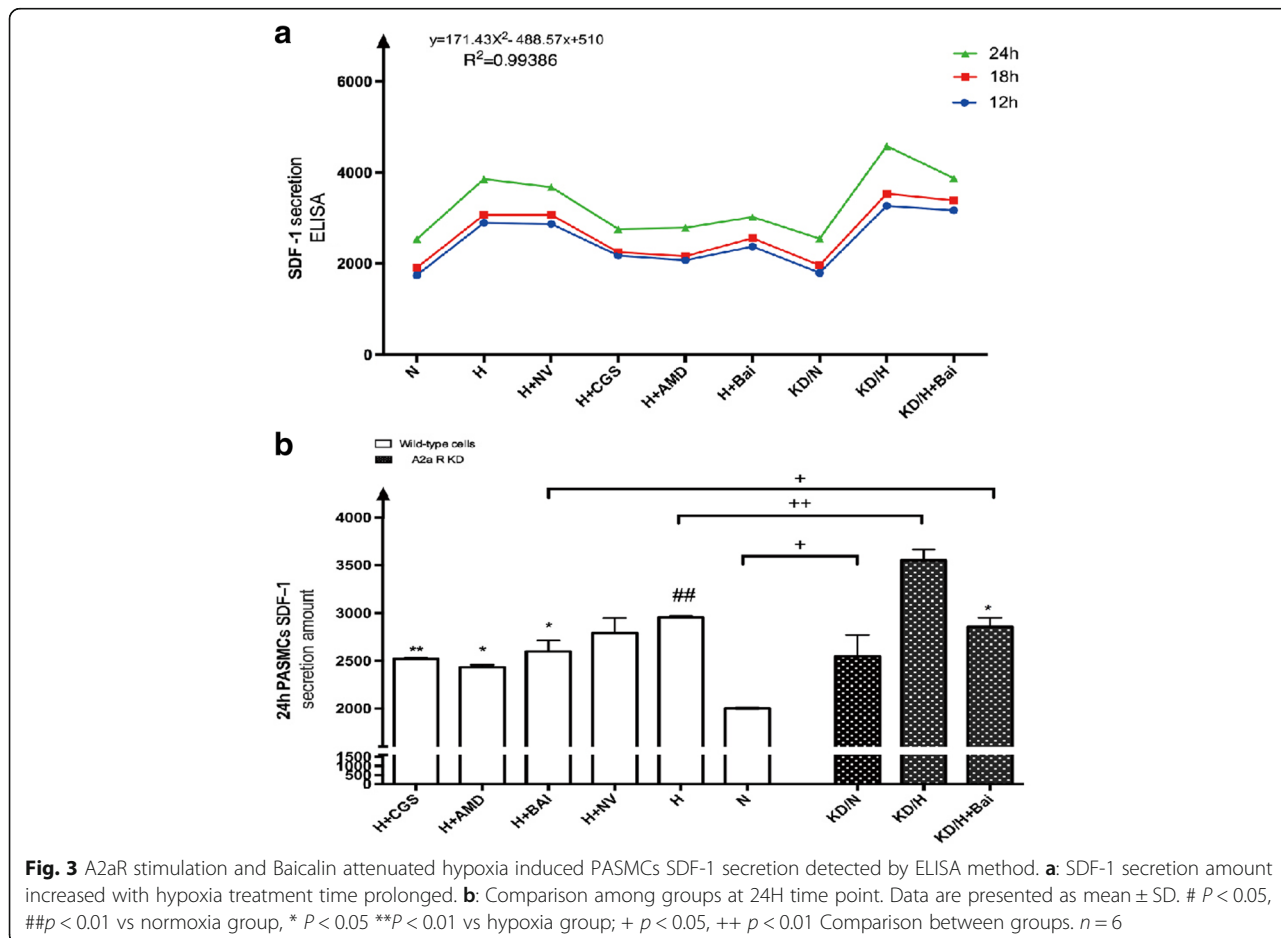 a
y=171.43X²- 488.57x+510
R²=0.99386
24h
18h
12h
SDF -1 secretion
ELISA
6000
4000
2000
0
N
H
H+NV
H+CGS
H+AMD
H+Bai
KD/N
KD/H
KD/H+Bai
b
Wild-type cells
A2a R KD
+
++
+
24h PASMCs SDF-1
secretion amount
4000
3500
3000
2500
2000
1500
1000
500
0
**
*
*
##
*
H+CGS
H+AMD
H+BAI
H+NV
H
N
KD/N
KD/H
KD/H+Bai
Fig. 3 A2aR stimulation and Baicalin attenuated hypoxia induced PASMCs SDF-1 secretion detected by ELISA method. a: SDF-1 secretion amount
increased with hypoxia treatment time prolonged. b: Comparison among groups at 24H time point. Data are presented as mean ± SD. # P < 0.05,
##p < 0.01 vs normoxia group, * P < 0.05 **P < 0.01 vs hypoxia group; + p < 0.05, ++ p < 0.01 Comparison between groups. n = 6